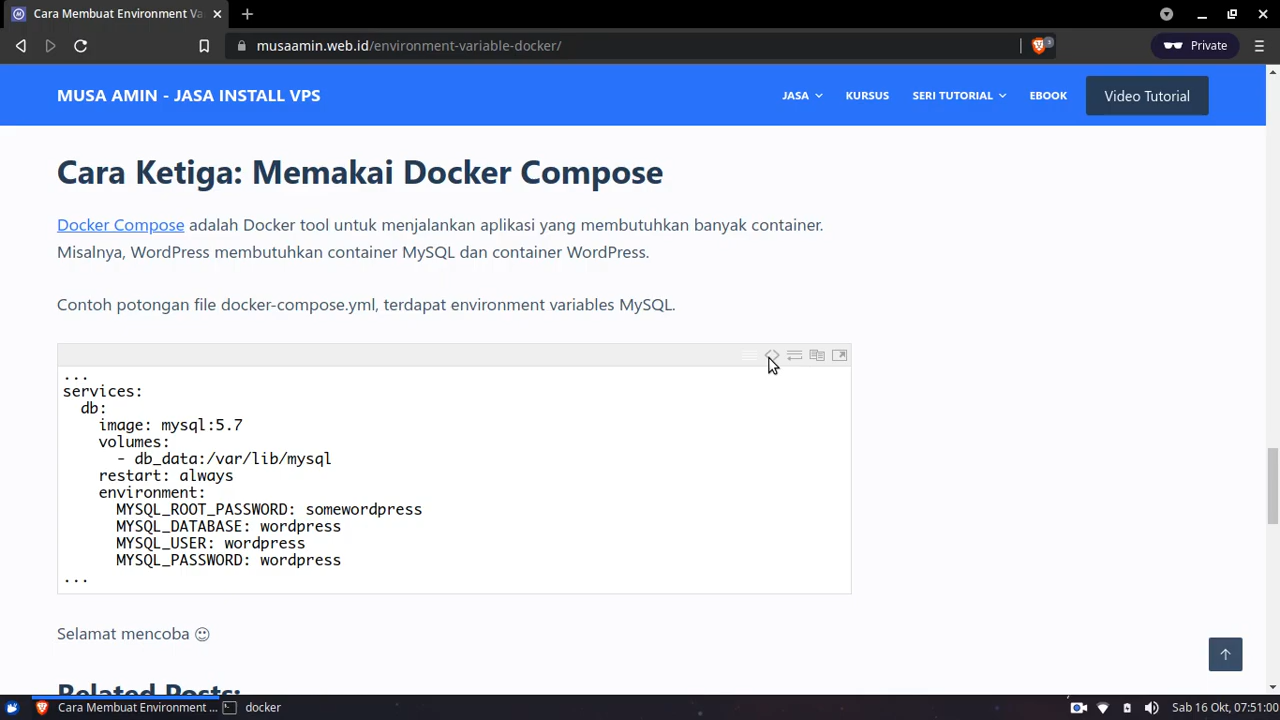 Cara Membuat Environment Va
musaamin.web.id/environment-variable-docker/
3
Private
MUSA AMIN - JASA INSTALL VPS
JASA
KURSUS
SERI TUTORIAL
EBOOK
Video Tutorial
Cara Ketiga: Memakai Docker Compose
Docker Compose adalah Docker tool untuk menjalankan aplikasi yang membutuhkan banyak container.
Misalnya, WordPress membutuhkan container MySQL dan container WordPress.
Contoh potongan file docker-compose.yml, terdapat environment variables MySQL.
...
services:
  db:
    image: mysql:5.7
    volumes:
      - db_data:/var/lib/mysql
    restart: always
    environment:
      MYSQL_ROOT_PASSWORD: somewordpress
      MYSQL_DATABASE: wordpress
      MYSQL_USER: wordpress
      MYSQL_PASSWORD: wordpress
...
Selamat mencoba
Related Posts:
Cara Membuat Environment ...
docker
Sab 16 Okt, 07:51:00